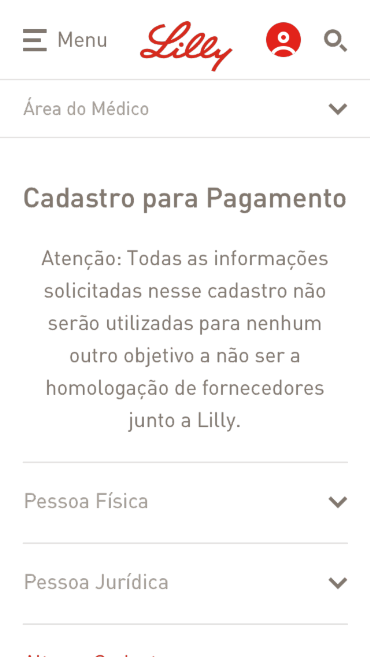 Menu
Lilly
Área do Médico
Cadastro para Pagamento
Atenção: Todas as informações
solicitadas nesse cadastro não
serão utilizadas para nenhum
outro objetivo a não ser a
homologação de fornecedores
junto a Lilly.
Pessoa Física
Pessoa Jurídica